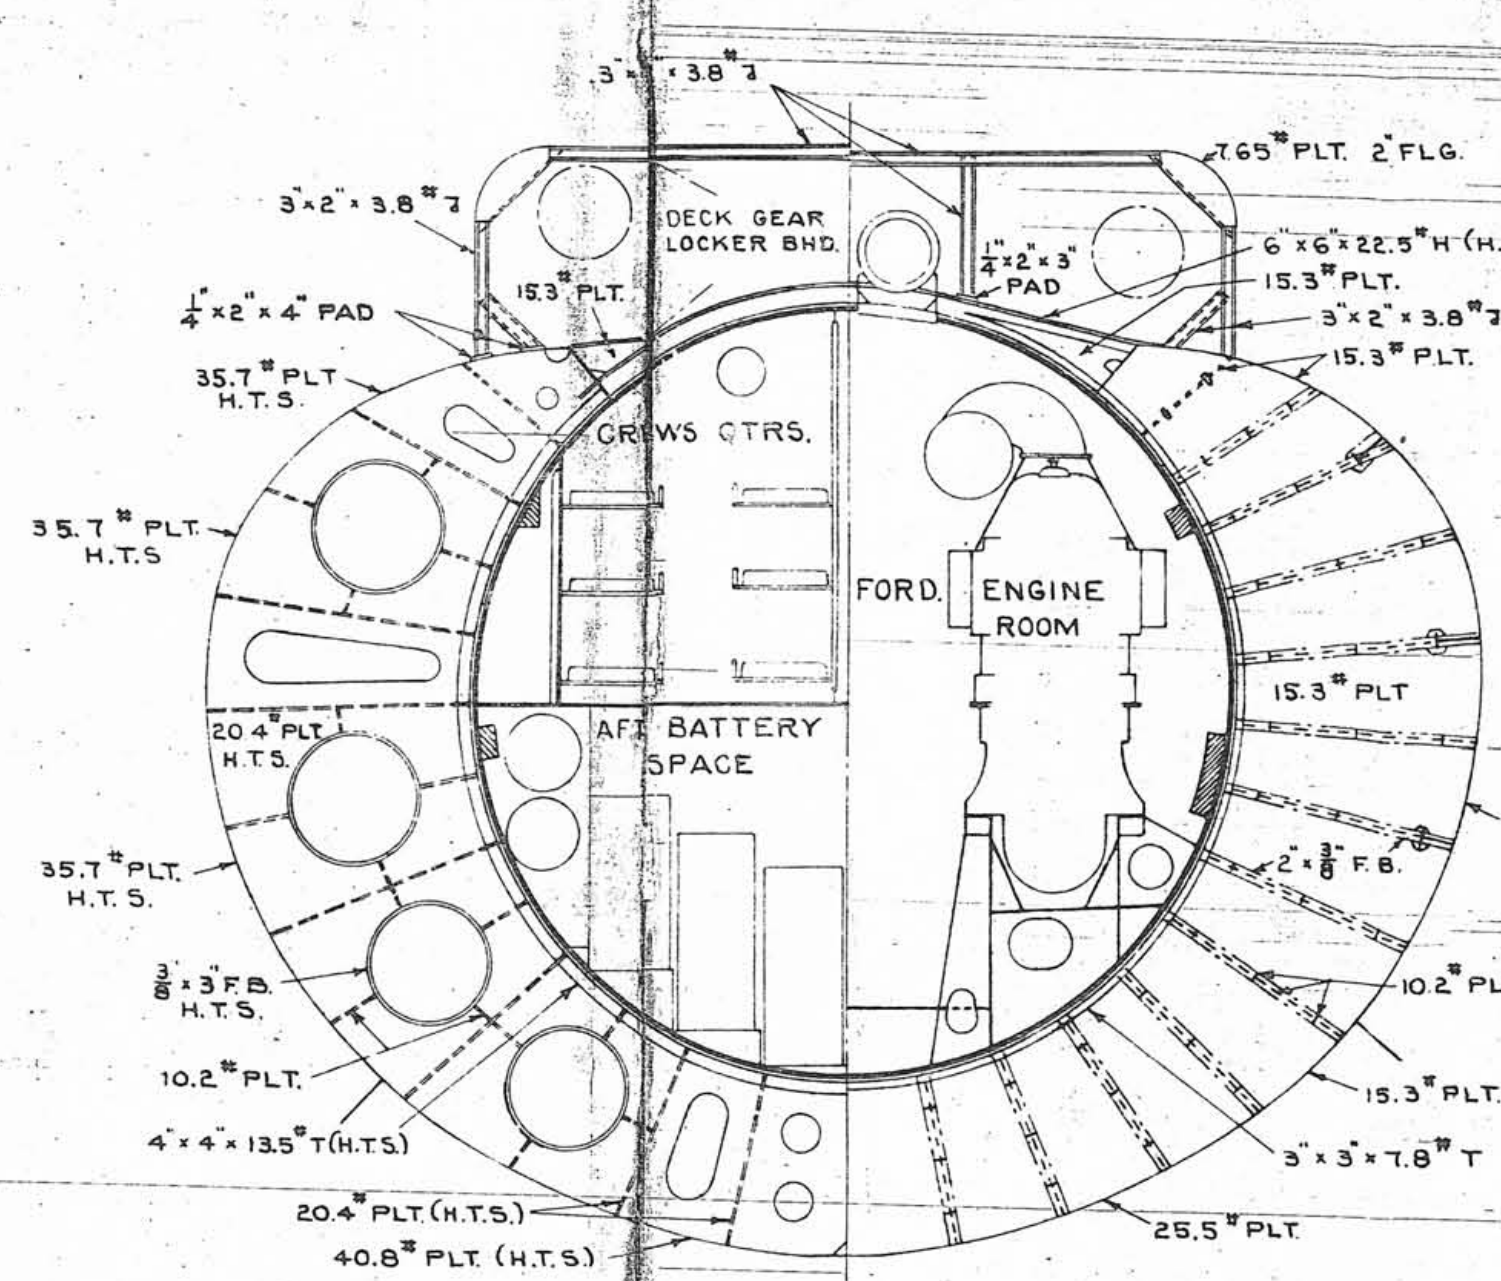 3" × " × 3.8# 
7.65# PLT. 2" FLG.
3"×2" × 3.8# 
DECK GEAR
LOCKER BHD.
6"×6"×22.5# H (H.
1/4"×2"×3"
PAD
15.3# PLT.
15.3# PLT.
1/4"×2"×4" PAD
3"×2"×3.8#
15.3# PLT.
35.7# PLT
H.T.S.
CREWS QTRS.
35.7# PLT.
H.T.S
FORD. ENGINE
ROOM
15.3# PLT
20.4# PLT
H.T.S.
AFT BATTERY
SPACE
35.7# PLT.
H.T.S.
2"×3/8" F.B.
3/8"×3" F.B.
H.T.S.
10.2# PL
10.2# PLT.
15.3# PLT.
4"×4"×13.5# T (H.T.S.)
3"×3"×7.8# T
20.4# PLT. (H.T.S.)
25.5# PLT.
40.8# PLT. (H.T.S.)